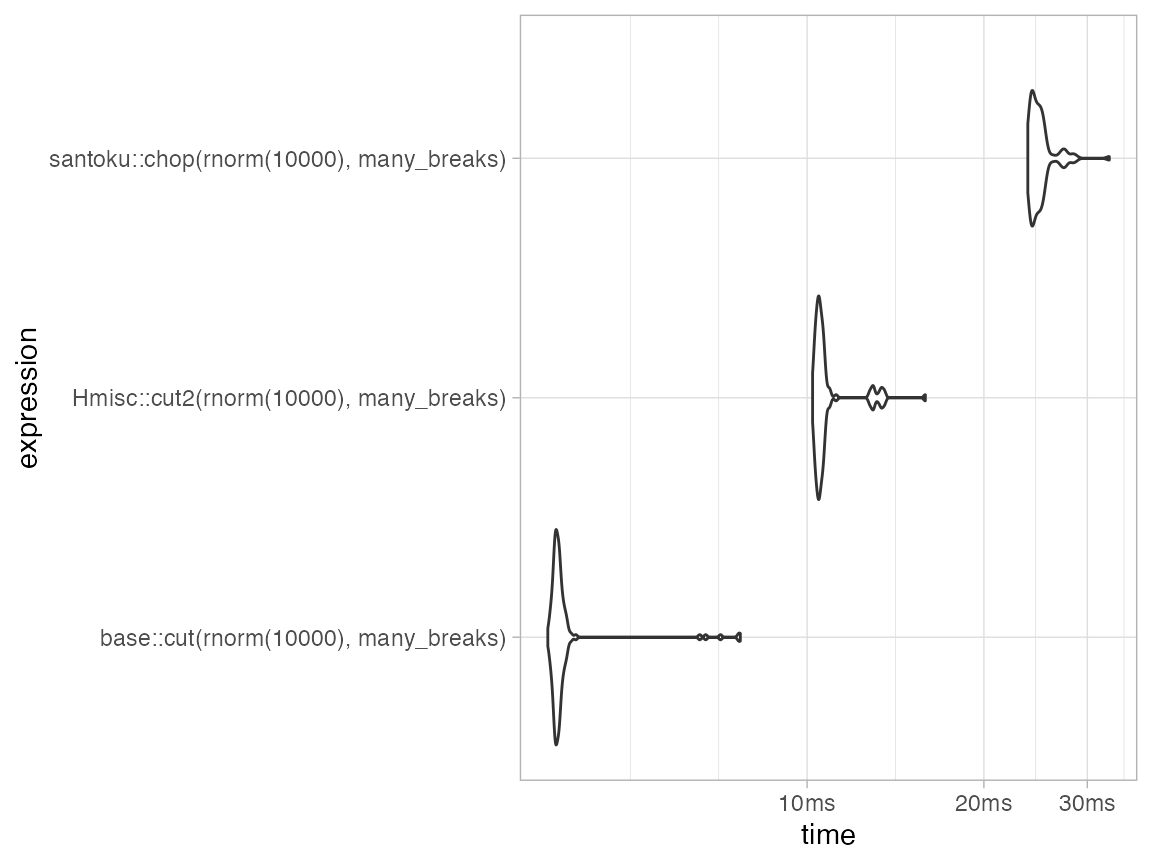 santoku::chop(rnorm(10000), many_breaks)
Hmisc::cut2(rnorm(10000), many_breaks)
base::cut(rnorm(10000), many_breaks)
expression
10ms 20ms 30ms
time